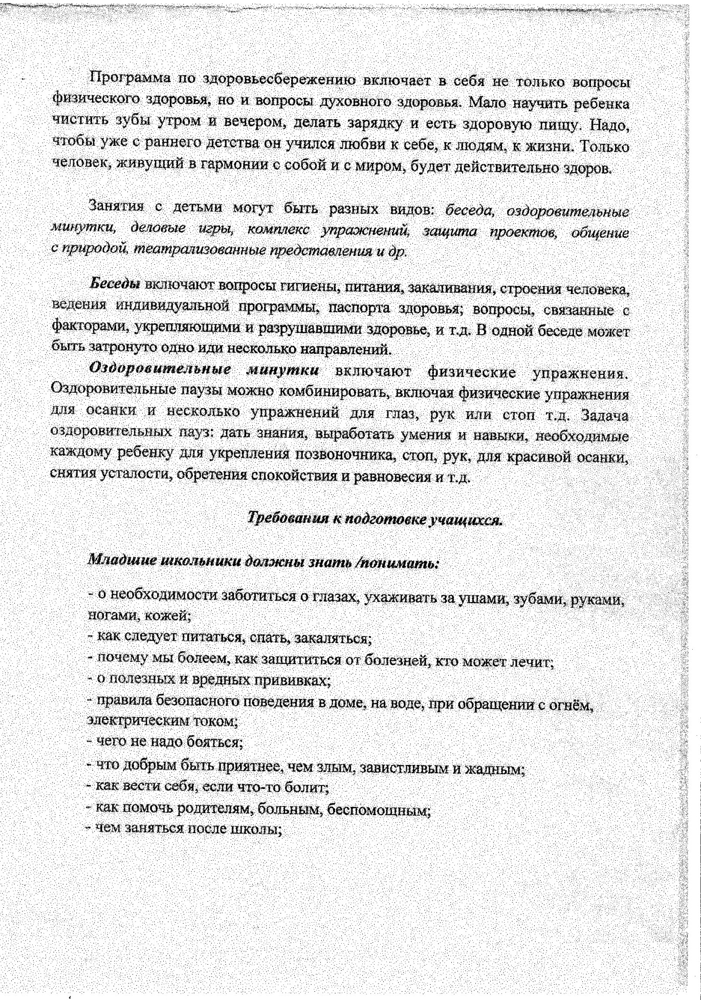 Программа по здоровьесбережению включает в себя не только вопросы
физического здоровья, но и вопросы духовного здоровья. Мало научить ребенка
чистить зубы утром и вечером, делать зарядку и есть здоровую пищу. Надо,
чтобы уже с раннего детства он учился любви к себе, к людям, к жизни. Только
человек, живущий в гармонии с собой и с миром, будет действительно здоров.
Занятия с детьми могут быть разных видов: беседа, оздоровительные
минутки, деловые игры, комплекс упражнений, защита проектов, общение
с природой, театрализованные представления и др.
Беседы включают вопросы гигиены, питания, закаливания, строения человека,
ведения индивидуальной программы, паспорта здоровья; вопросы, связанные с
факторами, укрепляющими и разрушавшими здоровье, и т.д. В одной беседе может
быть затронуто одно иди несколько направлений.
Оздоровительные минутки включают физические упражнения.
Оздоровительные паузы можно комбинировать, включая физические упражнения
для осанки и несколько упражнений для глаз, рук или стоп т.д. Задача
оздоровительных пауз: дать знания, выработать умения и навыки, необходимые
каждому ребенку для укрепления позвоночника, стоп, рук, для красивой осанки,
снятия усталости, обретения спокойствия и равновесия и т.д.
Требования к подготовке учащихся.
Младшие школьники должны знать /понимать:
- о необходимости заботиться о глазах, ухаживать за ушами, зубами, руками,
ногами, кожей;
- как следует питаться, спать, закаляться;
- почему мы болеем, как защититься от болезней, кто может лечит;
- о полезных и вредных прививках;
- правила безопасного поведения в доме, на воде, при обращении с огнём,
электрическим током;
- чего не надо бояться;
- что добрым быть приятнее, чем злым, завистливым и жадным;
- как вести себя, если что-то болит;
- как помочь родителям, больным, беспомощным;
- чем заняться после школы;